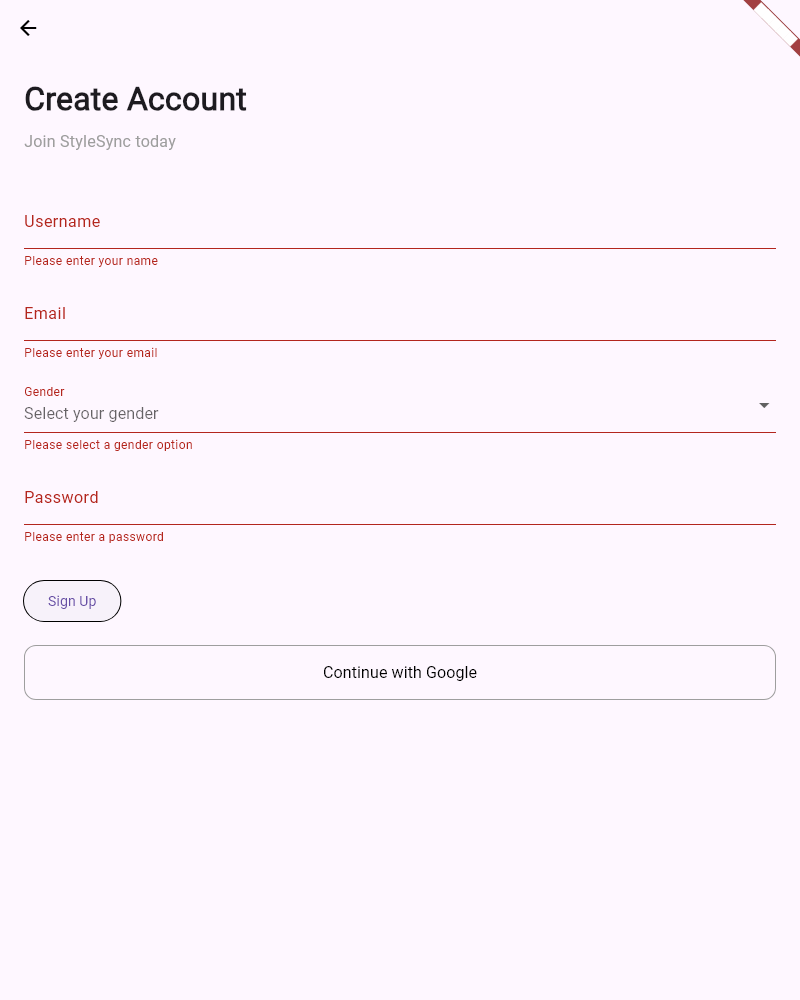 Create Account
Join StyleSync today
Username
Please enter your name
Email
Please enter your email
Gender
Select your gender
Please select a gender option
Password
Please enter a password
Sign Up
Continue with Google